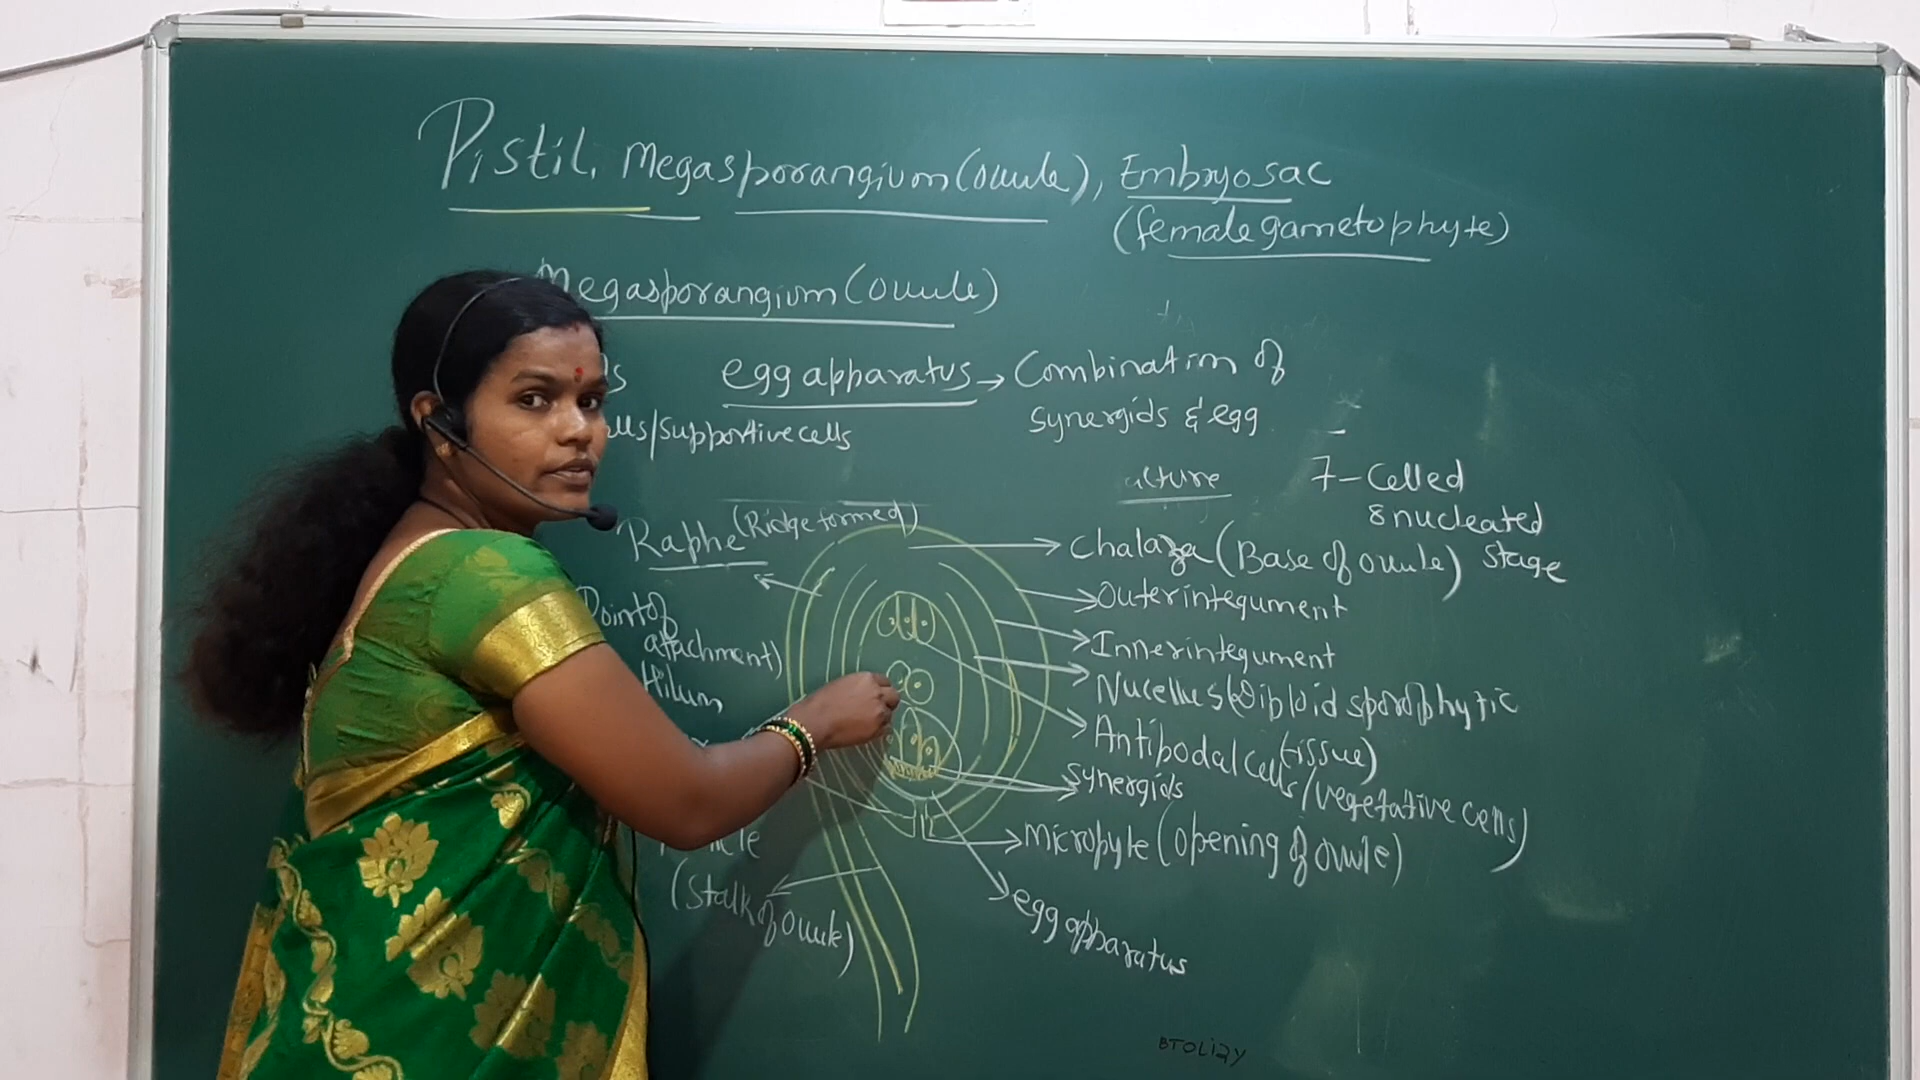 Pistil, Megasporangium (ovule), Embryosac
(female gametophyte)
Megasporangium (ovule)
egg apparatus → Combination of
synergids & egg
/supportive cells
7-Celled
8 nucleated
stage
Raphe (Ridge formed)
Point of
attachment)
Hilum
(Stalk of ovule)
Chalaza (Base of ovule)
Outer integument
Inner integument
Nucellus (Diploid sporophytic
tissue)
Antipodal cells/vegetative cells)
synergids
Micropyle (opening of ovule)
egg apparatus